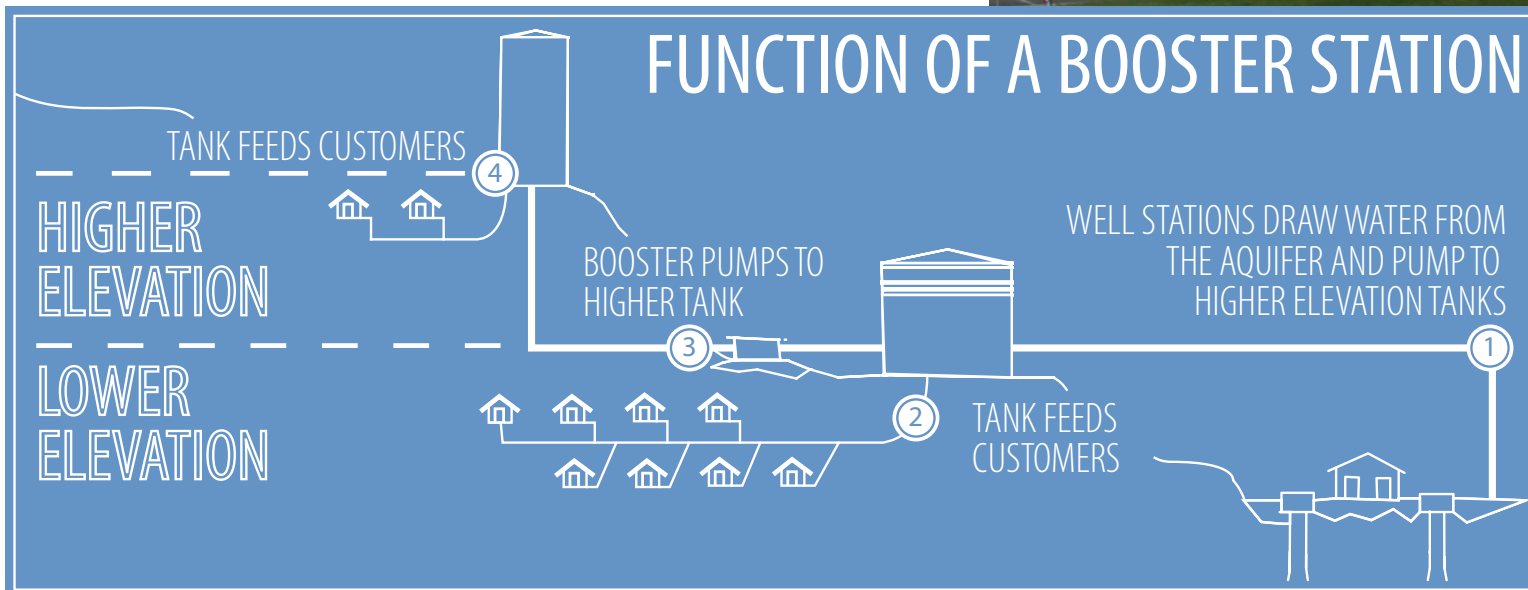 FUNCTION OF A BOOSTER STATION
TANK FEEDS CUSTOMERS
4
HIGHER
ELEVATION
BOOSTER PUMPS TO
HIGHER TANK
3
WELL STATIONS DRAW WATER FROM
THE AQUIFER AND PUMP TO
HIGHER ELEVATION TANKS
1
LOWER
ELEVATION
2
TANK FEEDS
CUSTOMERS